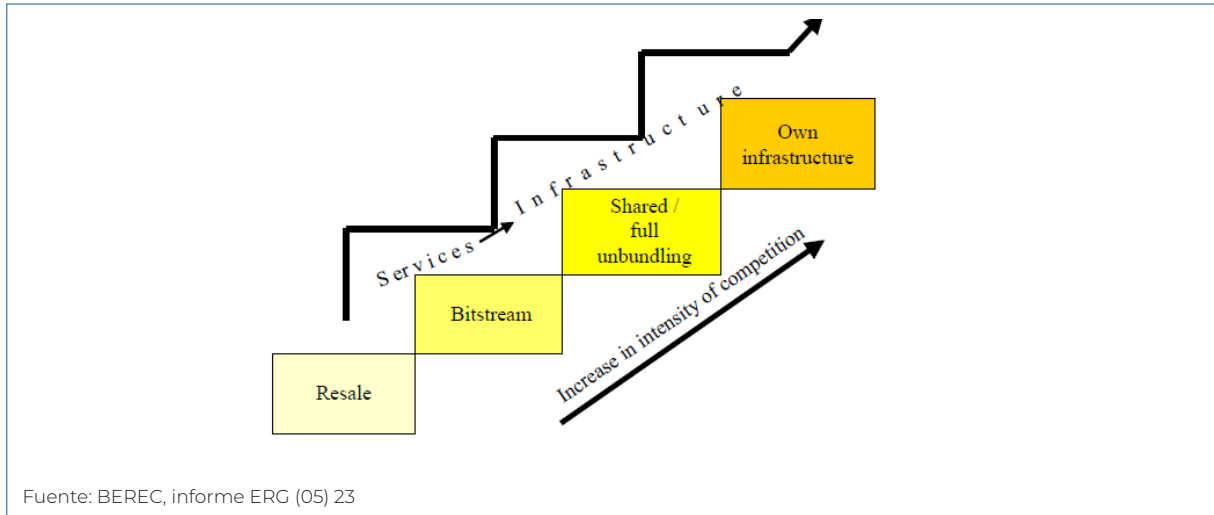 Own
infrastructure
Services
Infrastructure
Shared /
full
unbundling
Increase in intensity of competition
Bitstream
Resale
Fuente: BEREC, informe ERG (05) 23